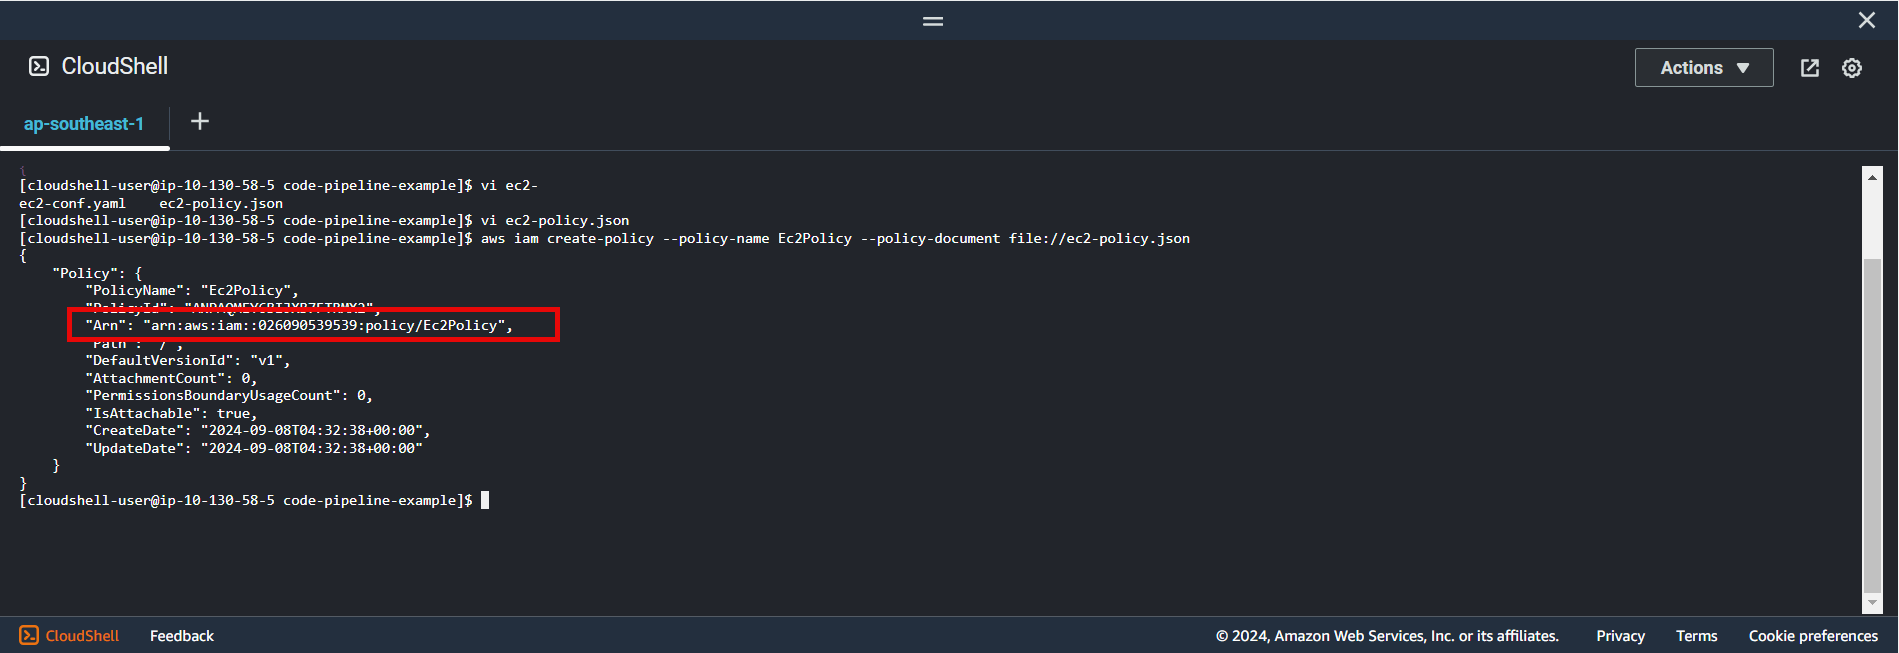 CloudShell
Actions
ap-southeast-1
{
[cloudshell-user@ip-10-130-58-5 code-pipeline-example]$ vi ec2-
ec2-conf.yaml    ec2-policy.json
[cloudshell-user@ip-10-130-58-5 code-pipeline-example]$ vi ec2-policy.json
[cloudshell-user@ip-10-130-58-5 code-pipeline-example]$ aws iam create-policy --policy-name Ec2Policy --policy-document file://ec2-policy.json
{
    "Policy": {
        "PolicyName": "Ec2Policy",
        "PolicyId":
        "Arn": "arn:aws:iam::026090539539:policy/Ec2Policy",
        "Path": "/",
        "DefaultVersionId": "v1",
        "AttachmentCount": 0,
        "PermissionsBoundaryUsageCount": 0,
        "IsAttachable": true,
        "CreateDate": "2024-09-08T04:32:38+00:00",
        "UpdateDate": "2024-09-08T04:32:38+00:00"
    }
}
[cloudshell-user@ip-10-130-58-5 code-pipeline-example]$
CloudShell Feedback © 2024, Amazon Web Services, Inc. or its affiliates. Privacy Terms Cookie preferences